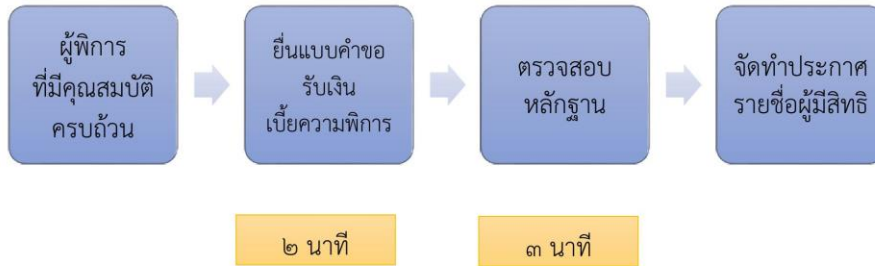 ผู้พิการ
ที่มีคุณสมบัติ
ครบถ้วน
ยื่นแบบคำขอ
รับเงิน
เบี้ยความพิการ
ตรวจสอบ
หลักฐาน
จัดทำประกาศ
รายชื่อผู้มีสิทธิ
๒ นาที
๓ นาที